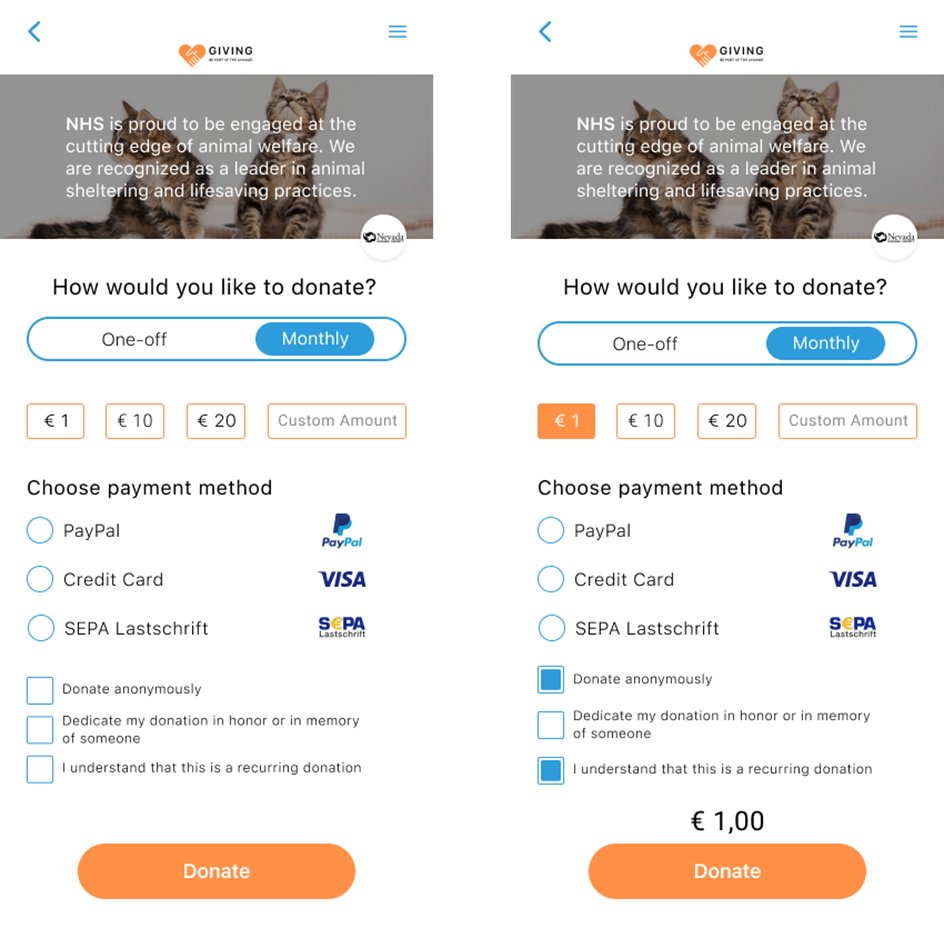 GIVING
BE PART OF THE CHANGE
NHS is proud to be engaged at the
cutting edge of animal welfare. We
are recognized as a leader in animal
sheltering and lifesaving practices.
Nevada
How would you like to donate?
One-off Monthly
€ 1 € 10 € 20 Custom Amount
Choose payment method
PayPal PayPal
Credit Card VISA
SEPA Lastschrift S€PA
Lastschrift
Donate anonymously
Dedicate my donation in honor or in memory
of someone
I understand that this is a recurring donation
Donate
GIVING
BE PART OF THE CHANGE
NHS is proud to be engaged at the
cutting edge of animal welfare. We
are recognized as a leader in animal
sheltering and lifesaving practices.
Nevada
How would you like to donate?
One-off Monthly
€ 1 € 10 € 20 Custom Amount
Choose payment method
PayPal PayPal
Credit Card VISA
SEPA Lastschrift S€PA
Lastschrift
Donate anonymously
Dedicate my donation in honor or in memory
of someone
I understand that this is a recurring donation
€ 1,00
Donate